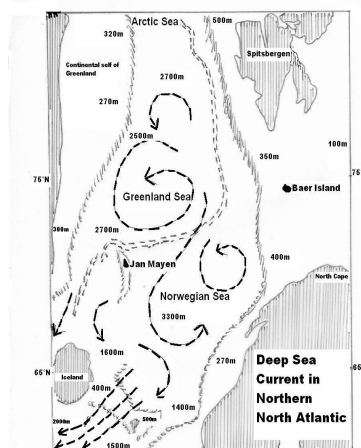 Arctic Sea
500m
320m
Spitsbergen
Continental self of
Greenland
2700m
270m
2500m
100m
350m
75°N
75
Baer island
Greenland Sea
300m
2700m
400m
Jan Mayen
North Cape
Norwegian Sea
3300m
1600m
270m
Deep Sea
Current in
Northern
North Atlantic
65°N
65
Iceland
400m
1400m
2000m
500m
1500m